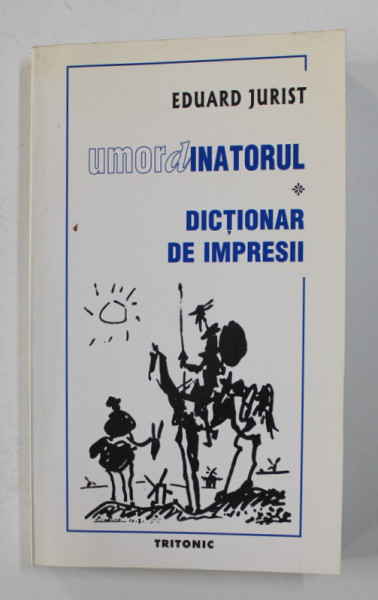 EDUARD JURIST
umordINATORUL
*
DICȚIONAR
DE IMPRESII
TRITONIC